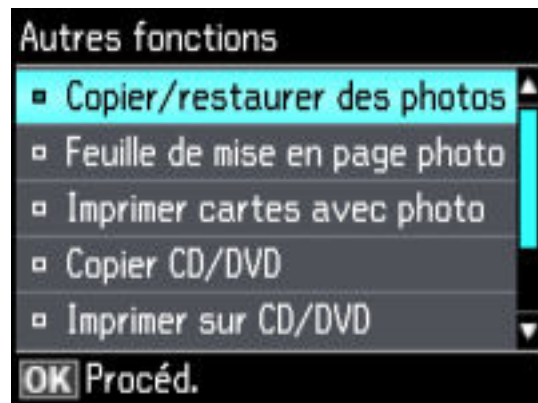 Autres fonctions
Copier/restaurer des photos
Feuille de mise en page photo
Imprimer cartes avec photo
Copier CD/DVD
Imprimer sur CD/DVD
OK Procéd.